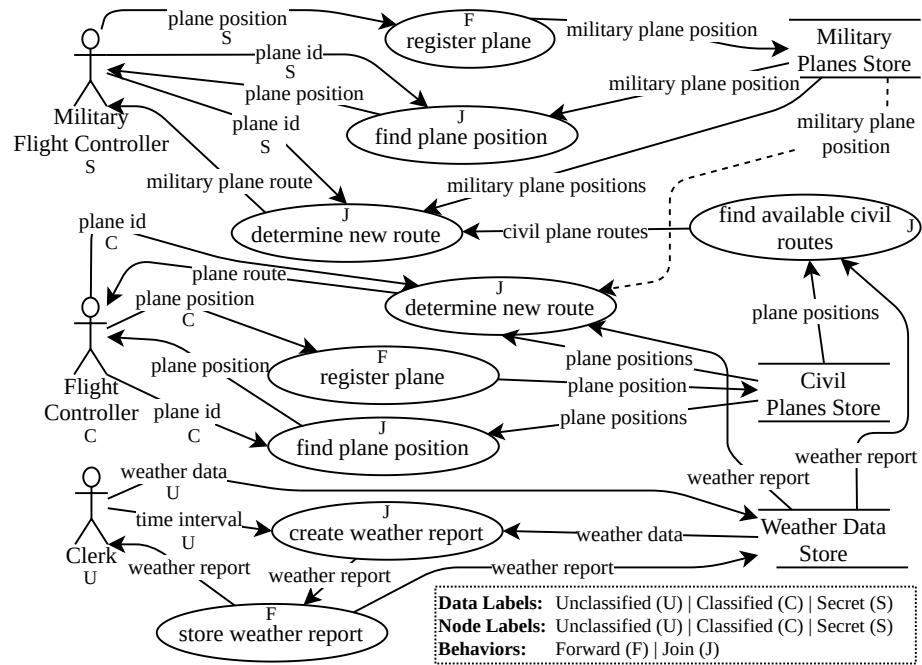 plane position
S
F
register plane
military plane position
Military
Planes Store
plane id
S
plane position
military plane position
J
find plane position
plane id
S
Military
Flight Controller
S
military plane
position
military plane route
military plane positions
J
determine new route
civil plane routes
find available civil
routes
J
plane id
C
plane route
J
determine new route
plane position
C
plane positions
F
register plane
plane positions
plane position
plane position
Civil
Planes Store
Flight
Controller
C
plane id
C
J
find plane position
plane positions
weather report
weather report
weather data
U
time interval
U
J
create weather report
weather data
Weather Data
Store
Clerk
U
weather report
weather report
weather report
F
store weather report
Data Labels: Unclassified (U) | Classified (C) | Secret (S)
Node Labels: Unclassified (U) | Classified (C) | Secret (S)
Behaviors: Forward (F) | Join (J)